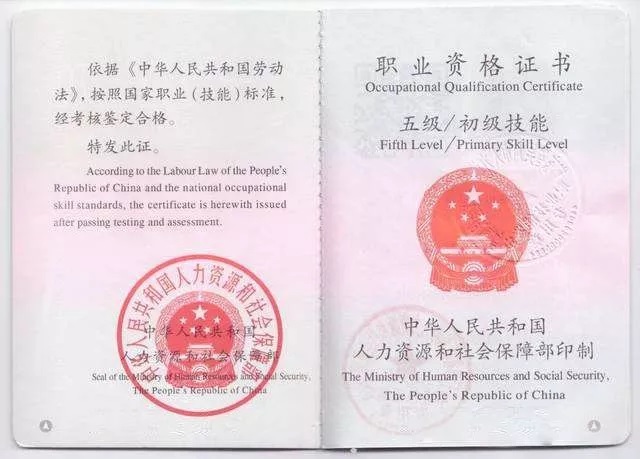 依据《中华人民共和国劳动
法》，按照国家职业（技能）标准，
经考核鉴定合格。
特发此证。
According to the Labour Law of the People's
Republic of China and the national occupational
skill standards, the certificate is herewith issued
after passing testing and assessment.
中华人民共和国人力资源和社会保障部
中华人民共和国
人力资源和社会保障部
Seal of the Ministry of Human Resources and Social Security,
The People's Republic of China
职业资格证书
Occupational Qualification Certificate
五级/初级技能
Fifth Level/Primary Skill Level
中华人民共和国
人力资源和社会保障部印制
The Ministry of Human Resources and Social Security,
The People's Republic of China